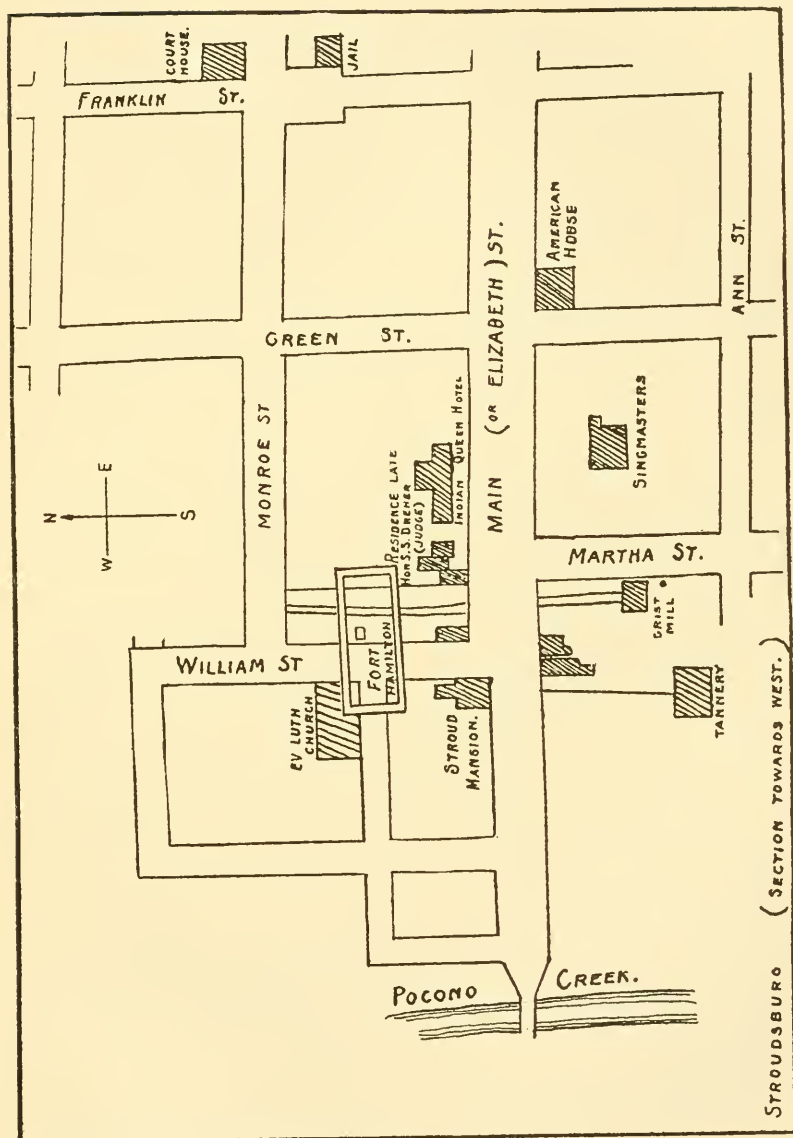 COURT
HOUSE.
JAIL
FRANKLIN ST.
AMERICAN
HOBSE
GREEN ST.
ANN ST.
MONROE ST
MAIN (OR ELIZABETH) ST.
N
E
S
W
RESIDENCE LATE
HON S.S. DREHER
(JUDGE)
INDIAN QUEEN HOTEL
SINGMASTERS
MARTHA ST.
GRIST
MILL
WILLIAM ST
FORT
HAMILTON
EV LUTH
CHURCH
STROUD
MANSION.
TANNERY
POCONO CREEK.
STROUDSBURG (SECTION TOWARDS WEST.)